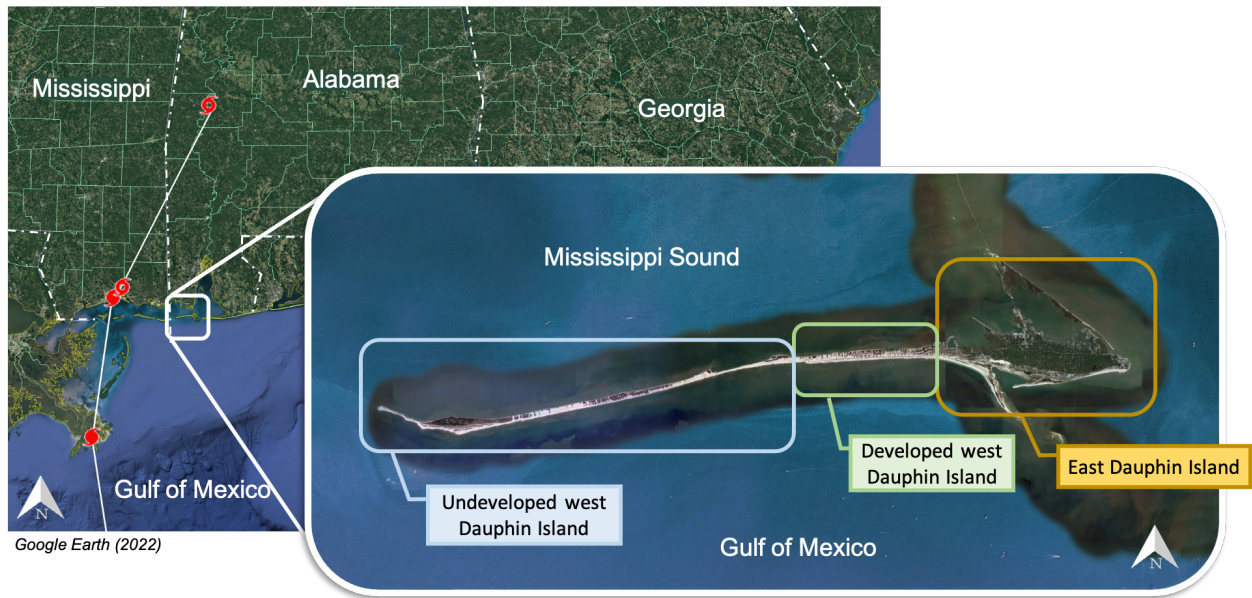 Mississippi
Alabama
Georgia
Mississippi Sound
Undeveloped west
Dauphin Island
Developed west
Dauphin Island
East Dauphin Island
Gulf of Mexico
N
Google Earth (2022)
Gulf of Mexico
N